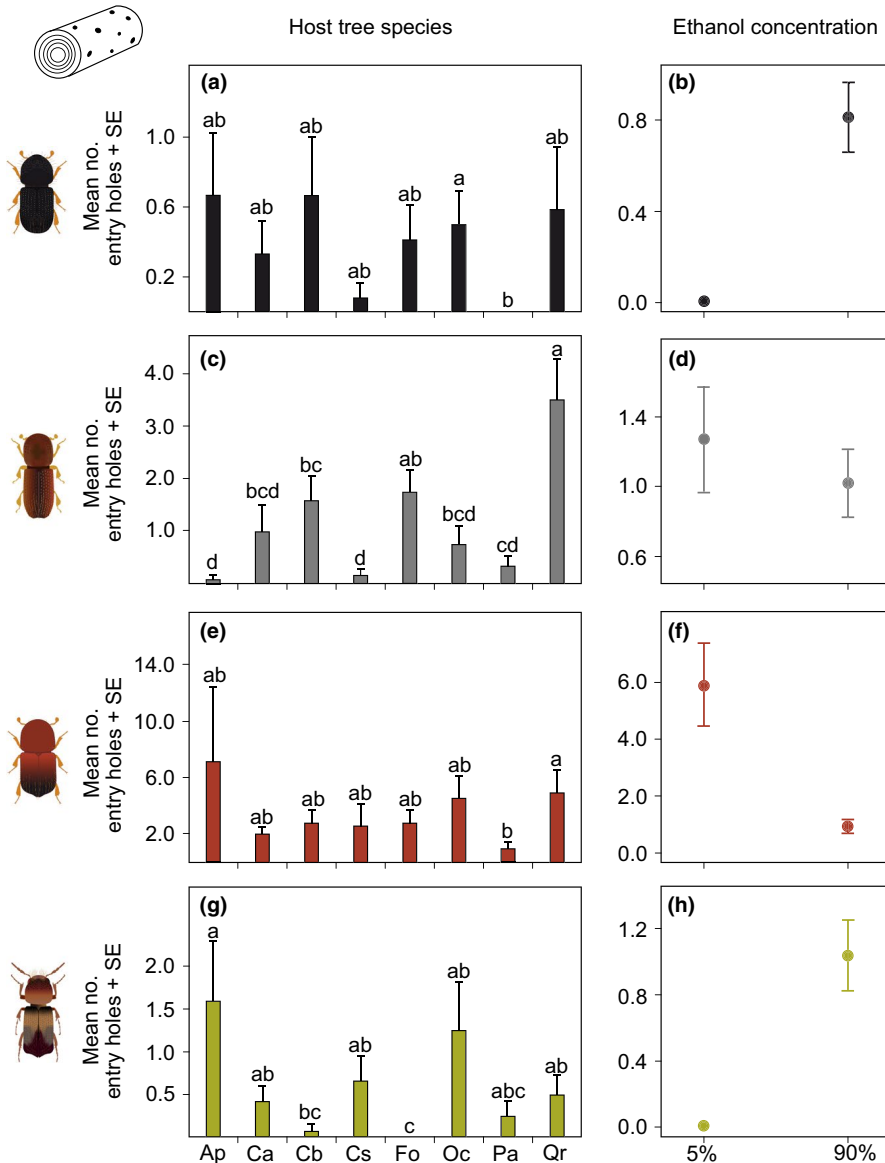 Host tree species
Ethanol concentration
(a)
Mean no.
entry holes + SE
1.0
0.6
0.2
ab
ab
ab
ab
ab
a
b
ab
(b)
0.8
0.4
0.0
(c)
Mean no.
entry holes + SE
4.0
3.0
2.0
1.0
d
bcd
bc
d
ab
bcd
cd
a
(d)
1.4
1.0
0.6
(e)
Mean no.
entry holes + SE
14.0
10.0
6.0
2.0
ab
ab
ab
ab
ab
ab
b
a
(f)
6.0
4.0
2.0
0.0
(g)
Mean no.
entry holes + SE
2.0
1.5
1.0
0.5
a
ab
bc
ab
c
ab
abc
ab
Ap Ca Cb Cs Fo Oc Pa Qr
(h)
1.2
0.8
0.4
0.0
5% 90%